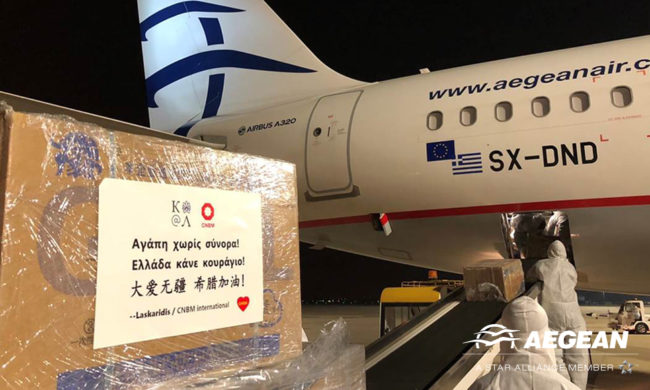 www.aegeanair.c
AIRBUS A320
SX-DND
K
@Λ
CNBM
Αγάπη χωρίς σύνορα!
Ελλάδα κάνε κουράγιο!
大爱无疆 希腊加油！
--Laskaridis / CNBM international
AEGEAN
A STAR ALLIANCE MEMBER